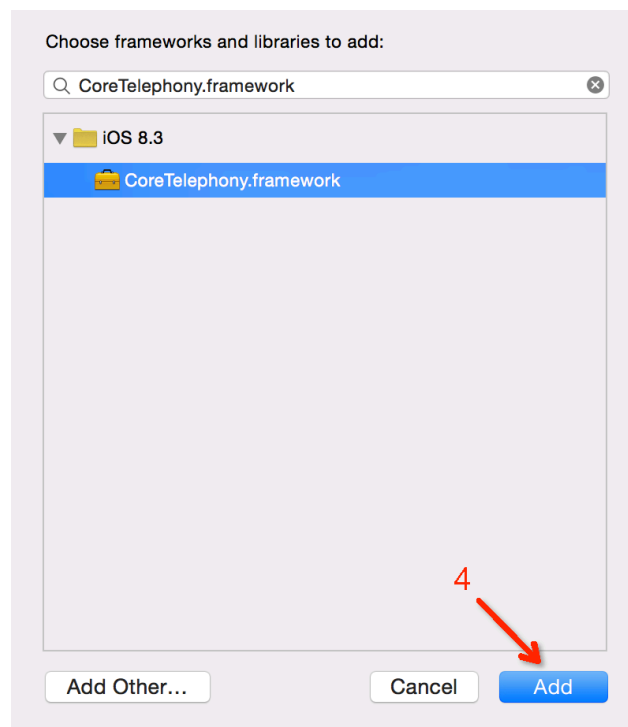 Choose frameworks and libraries to add:
CoreTelephony.framework
iOS 8.3
CoreTelephony.framework
4
Add Other...
Cancel
Add